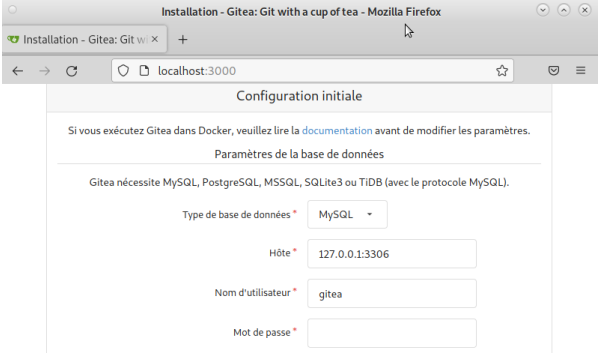 Installation - Gitea: Git with a cup of tea - Mozilla Firefox
Installation - Gitea: Git wi
localhost:3000
Configuration initiale
Si vous exécutez Gitea dans Docker, veuillez lire la documentation avant de modifier les paramètres.
Paramètres de la base de données
Gitea nécessite MySQL, PostgreSQL, MSSQL, SQLite3 ou TiDB (avec le protocole MySQL).
Type de base de données * MySQL
Hôte * 127.0.0.1:3306
Nom d'utilisateur * gitea
Mot de passe *